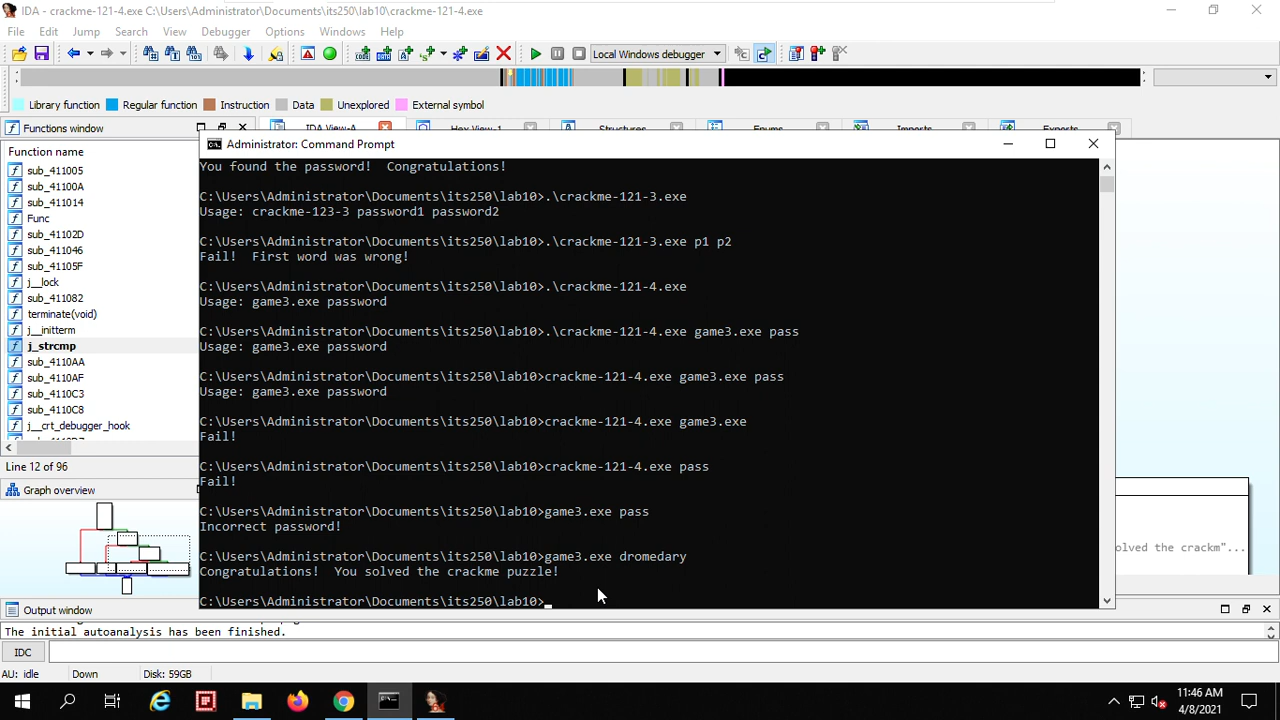 IDA - crackme-121-4.exe C:\Users\Administrator\Documents\its250\lab10\crackme-121-4.exe
File Edit Jump Search View Debugger Options Windows Help
Local Windows debugger
Library function Regular function Instruction Data Unexplored External symbol
Functions window IDA View-A Hex View-1 Structures Enums Imports Exports
Function name
sub_411005
sub_41100A
sub_411014
Func
sub_41102D
sub_411046
sub_41105F
j__lock
sub_411082
terminate(void)
j__initterm
j_strcmp
sub_4110AA
sub_4110AF
sub_4110C3
sub_4110C8
j__crt_debugger_hook
Line 12 of 96
Graph overview
Administrator: Command Prompt
You found the password!  Congratulations!
C:\Users\Administrator\Documents\its250\lab10>.\crackme-121-3.exe
Usage: crackme-123-3 password1 password2
C:\Users\Administrator\Documents\its250\lab10>.\crackme-121-3.exe p1 p2
Fail!  First word was wrong!
C:\Users\Administrator\Documents\its250\lab10>.\crackme-121-4.exe
Usage: game3.exe password
C:\Users\Administrator\Documents\its250\lab10>.\crackme-121-4.exe game3.exe pass
Usage: game3.exe password
C:\Users\Administrator\Documents\its250\lab10>crackme-121-4.exe game3.exe pass
Usage: game3.exe password
C:\Users\Administrator\Documents\its250\lab10>crackme-121-4.exe game3.exe
Fail!
C:\Users\Administrator\Documents\its250\lab10>crackme-121-4.exe pass
Fail!
C:\Users\Administrator\Documents\its250\lab10>game3.exe pass
Incorrect password!
C:\Users\Administrator\Documents\its250\lab10>game3.exe dromedary
Congratulations!  You solved the crackme puzzle!
C:\Users\Administrator\Documents\its250\lab10>
olved the crackm"...
Output window
The initial autoanalysis has been finished.
IDC
AU: idle Down Disk: 59GB
11:46 AM
4/8/2021